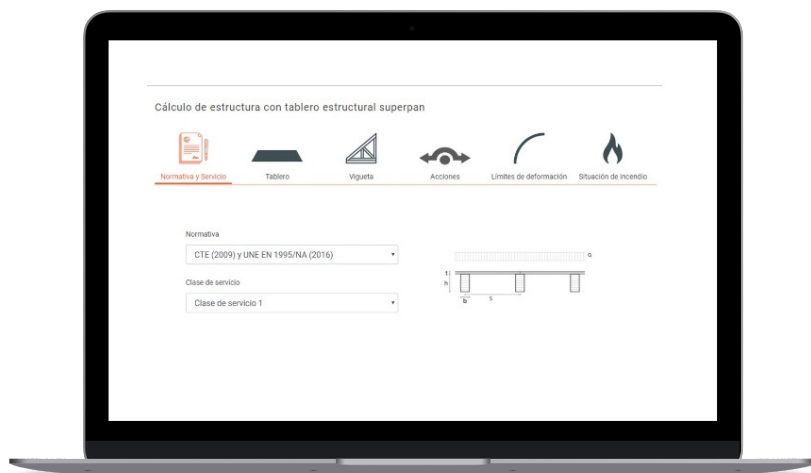 Cálculo de estructura con tablero estructural superpan
Normativa y Servicio
Tablero
Vigueta
Acciones
Límites de deformación
Situación de incendio
Normativa
CTE (2009) y UNE EN 1995/NA (2016)
Clase de servicio
Clase de servicio 1
q
t
h
b
s